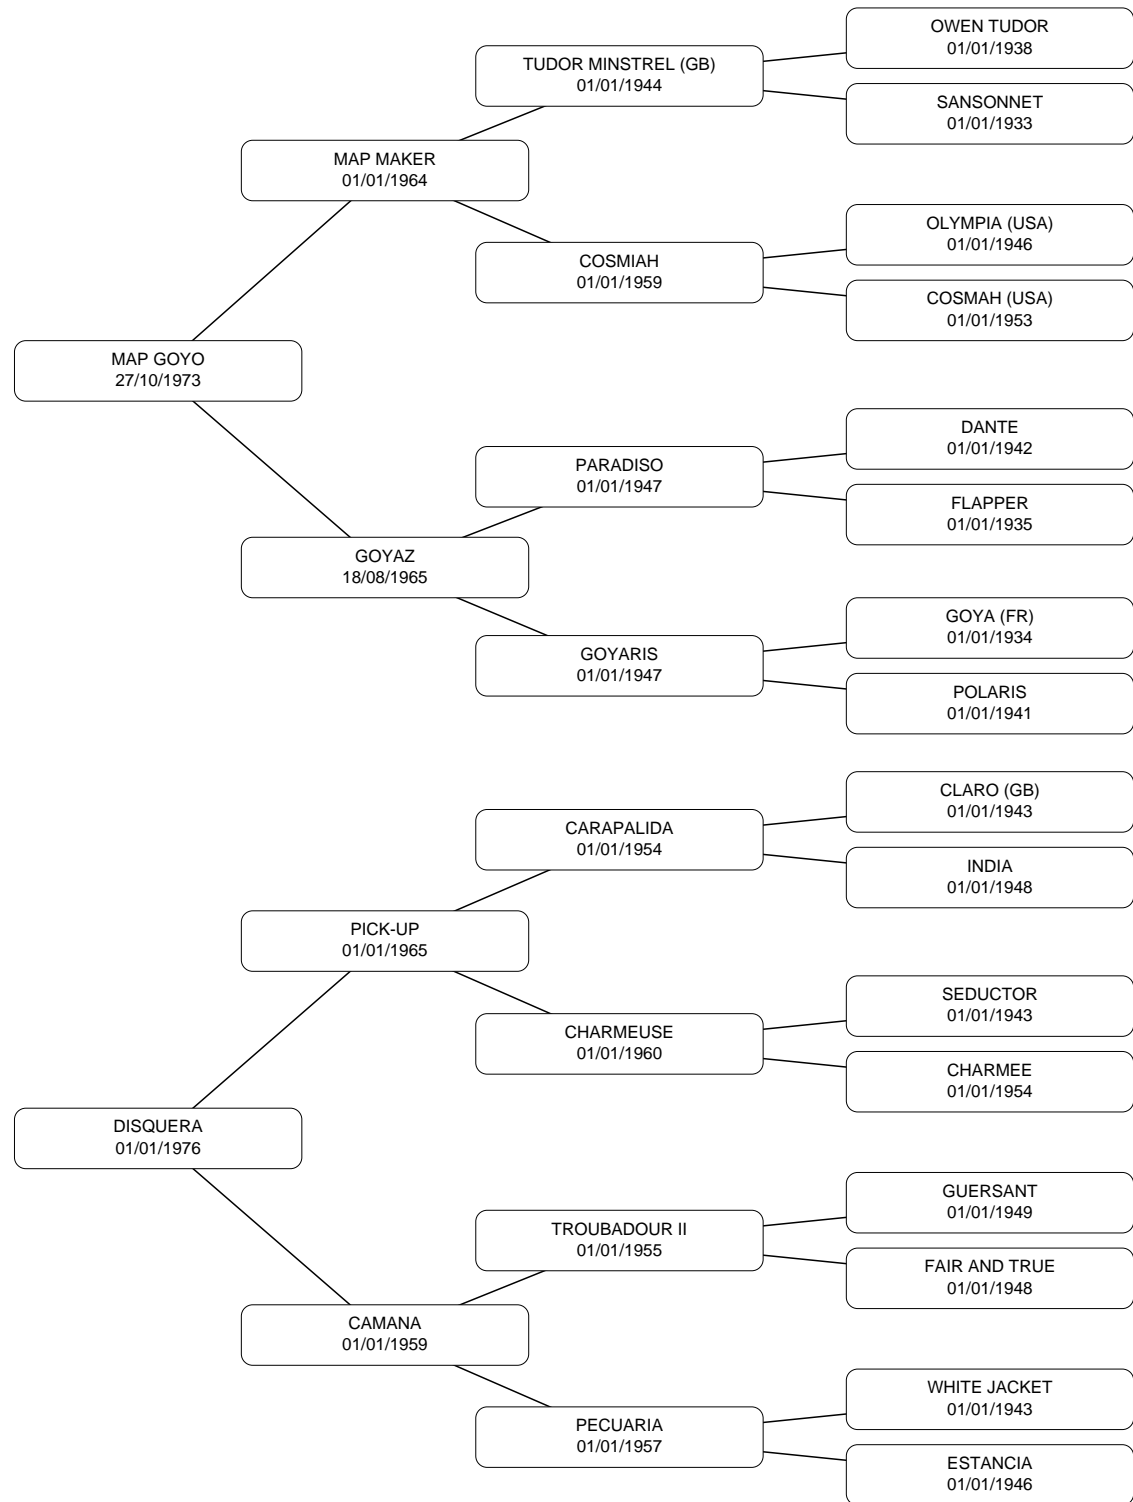 OWEN TUDOR
01/01/1938
TUDOR MINSTREL (GB)
01/01/1944
SANSONNET
01/01/1933
MAP MAKER
01/01/1964
OLYMPIA (USA)
01/01/1946
COSMIAH
01/01/1959
COSMAH (USA)
01/01/1953
MAP GOYO
27/10/1973
DANTE
01/01/1942
PARADISO
01/01/1947
FLAPPER
01/01/1935
GOYAZ
18/08/1965
GOYA (FR)
01/01/1934
GOYARIS
01/01/1947
POLARIS
01/01/1941
CLARO (GB)
01/01/1943
CARAPALIDA
01/01/1954
INDIA
01/01/1948
PICK-UP
01/01/1965
SEDUCTOR
01/01/1943
CHARMEUSE
01/01/1960
CHARMEE
01/01/1954
DISQUERA
01/01/1976
GUERSANT
01/01/1949
TROUBADOUR II
01/01/1955
FAIR AND TRUE
01/01/1948
CAMANA
01/01/1959
WHITE JACKET
01/01/1943
PECUARIA
01/01/1957
ESTANCIA
01/01/1946